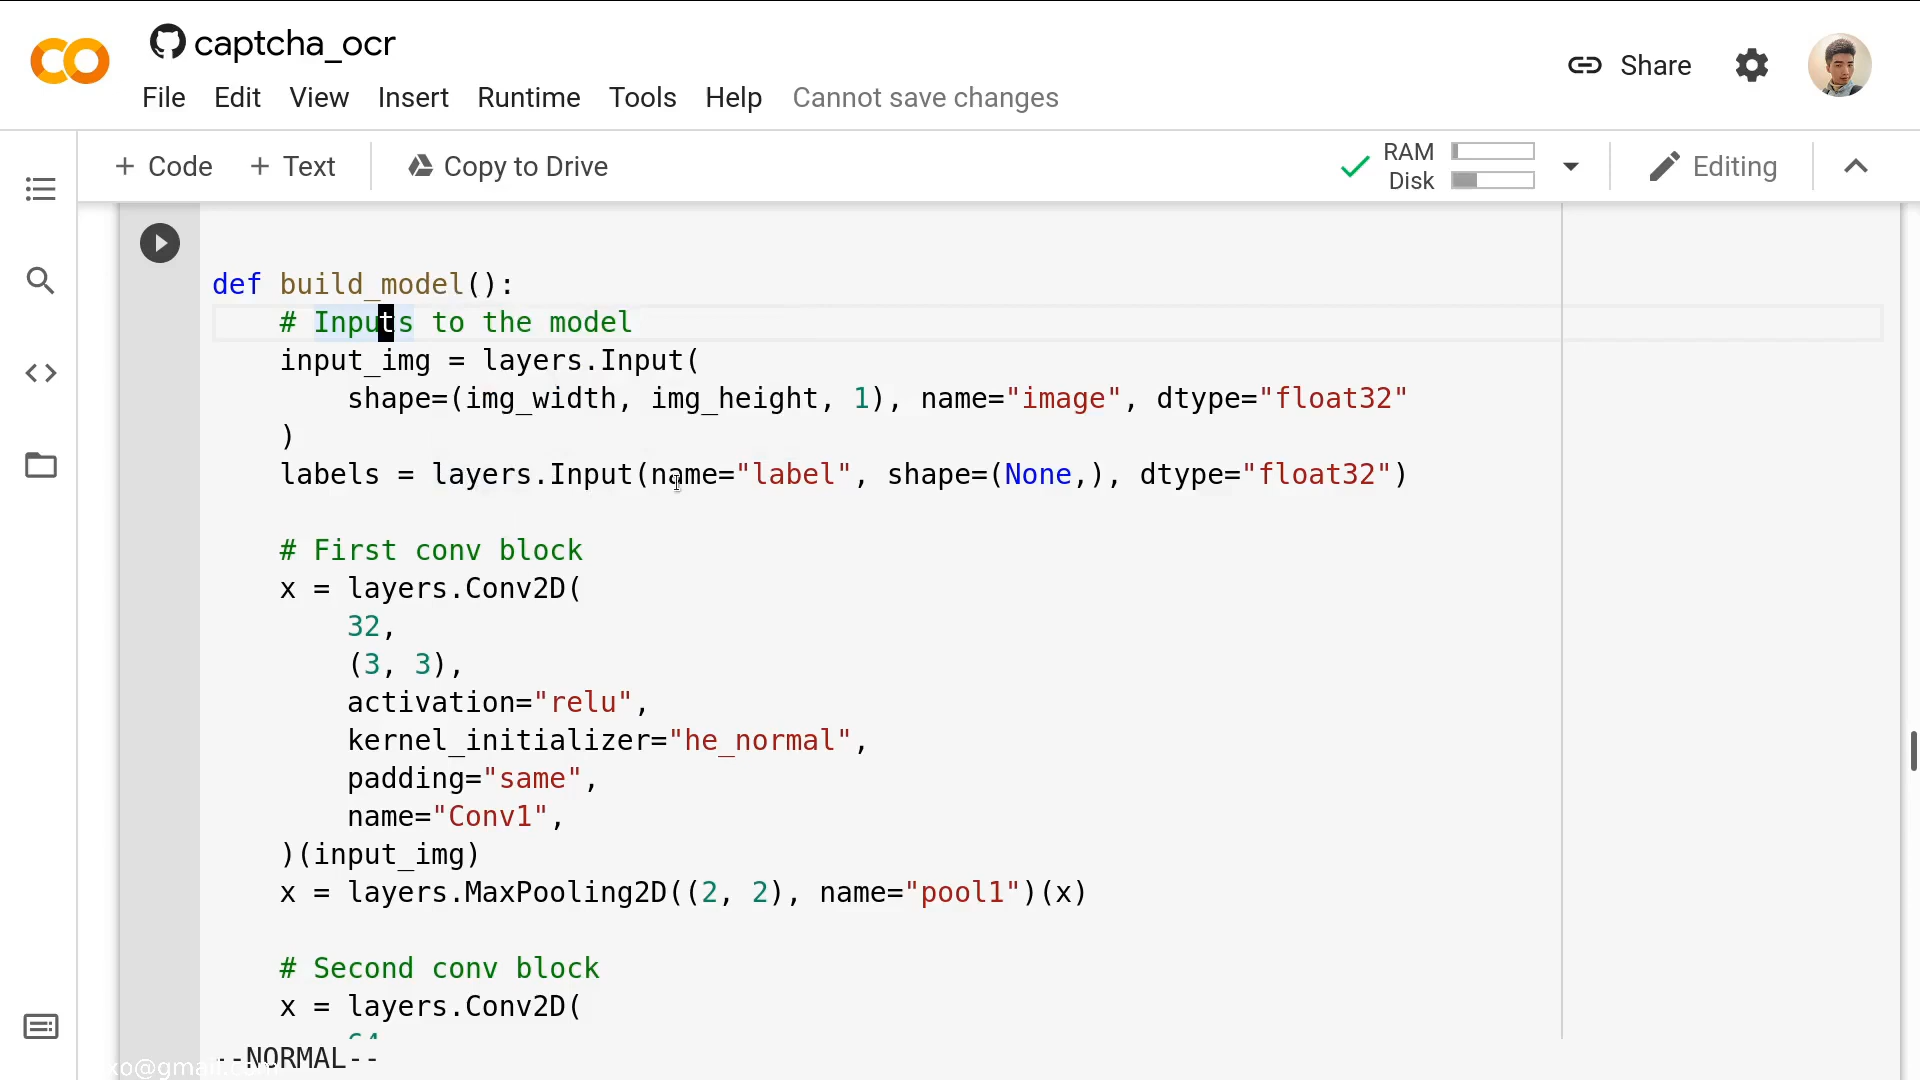 captcha_ocr
File Edit View Insert Runtime Tools Help Cannot save changes
Share
+ Code + Text Copy to Drive
RAM
Disk
Editing
def build_model():
    # Inputs to the model
    input_img = layers.Input(
        shape=(img_width, img_height, 1), name="image", dtype="float32"
    )
    labels = layers.Input(name="label", shape=(None,), dtype="float32")
    # First conv block
    x = layers.Conv2D(
        32,
        (3, 3),
        activation="relu",
        kernel_initializer="he_normal",
        padding="same",
        name="Conv1",
    )(input_img)
    x = layers.MaxPooling2D((2, 2), name="pool1")(x)
    # Second conv block
    x = layers.Conv2D(
        64
--NORMAL--